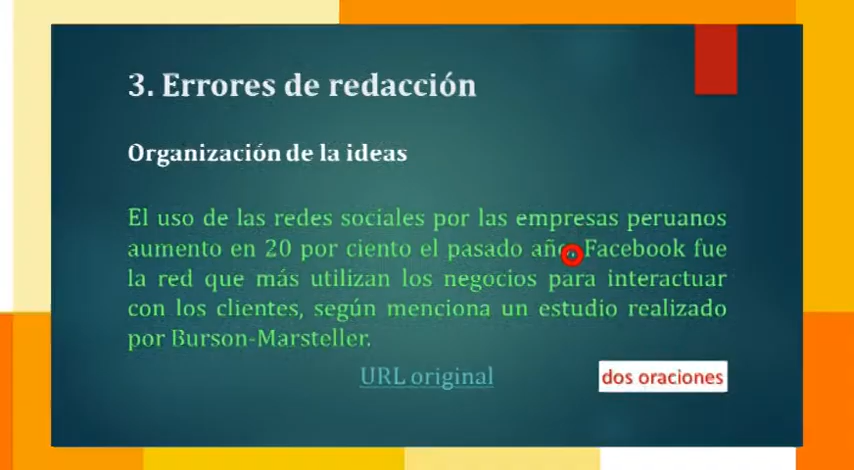 3. Errores de redacción
Organización de la ideas
El uso de las redes sociales por las empresas peruanos
aumento en 20 por ciento el pasado año. Facebook fue
la red que más utilizan los negocios para interactuar
con los clientes, según menciona un estudio realizado
por Burson-Marsteller.
URL original
dos oraciones